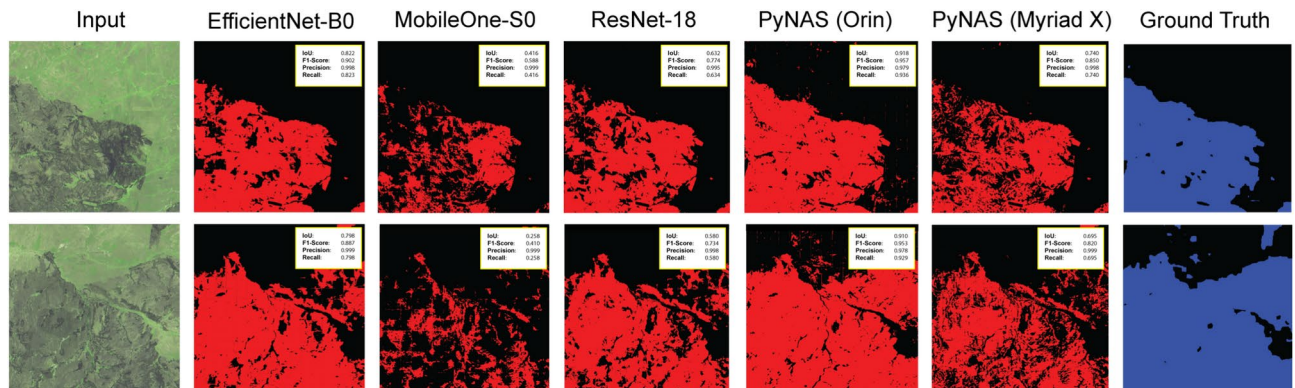 Input EfficientNet-B0 MobileOne-S0 ResNet-18 PyNAS (Orin) PyNAS (Myriad X) Ground Truth
IoU: 0.822
F1-Score: 0.902
Precision: 0.998
Recall: 0.823
IoU: 0.416
F1-Score: 0.588
Precision: 0.999
Recall: 0.416
IoU: 0.632
F1-Score: 0.774
Precision: 0.995
Recall: 0.634
IoU: 0.918
F1-Score: 0.957
Precision: 0.979
Recall: 0.936
IoU: 0.740
F1-Score: 0.850
Precision: 0.998
Recall: 0.740
IoU: 0.798
F1-Score: 0.887
Precision: 0.999
Recall: 0.798
IoU: 0.258
F1-Score: 0.410
Precision: 0.999
Recall: 0.258
IoU: 0.580
F1-Score: 0.734
Precision: 0.998
Recall: 0.580
IoU: 0.910
F1-Score: 0.953
Precision: 0.978
Recall: 0.929
IoU: 0.695
F1-Score: 0.820
Precision: 0.999
Recall: 0.695